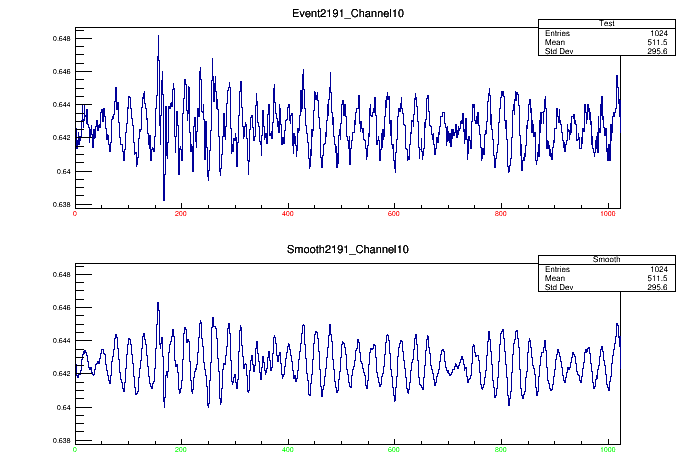 Event2191_Channel10
Test
Entries 1024
Mean 511.5
Std Dev 295.6
0.648
0.646
0.644
0.642
0.64
0.638
0 200 400 600 800 1000
Smooth2191_Channel10
Smooth
Entries 1024
Mean 511.5
Std Dev 295.6
0.648
0.646
0.644
0.642
0.64
0.638
0 200 400 600 800 1000